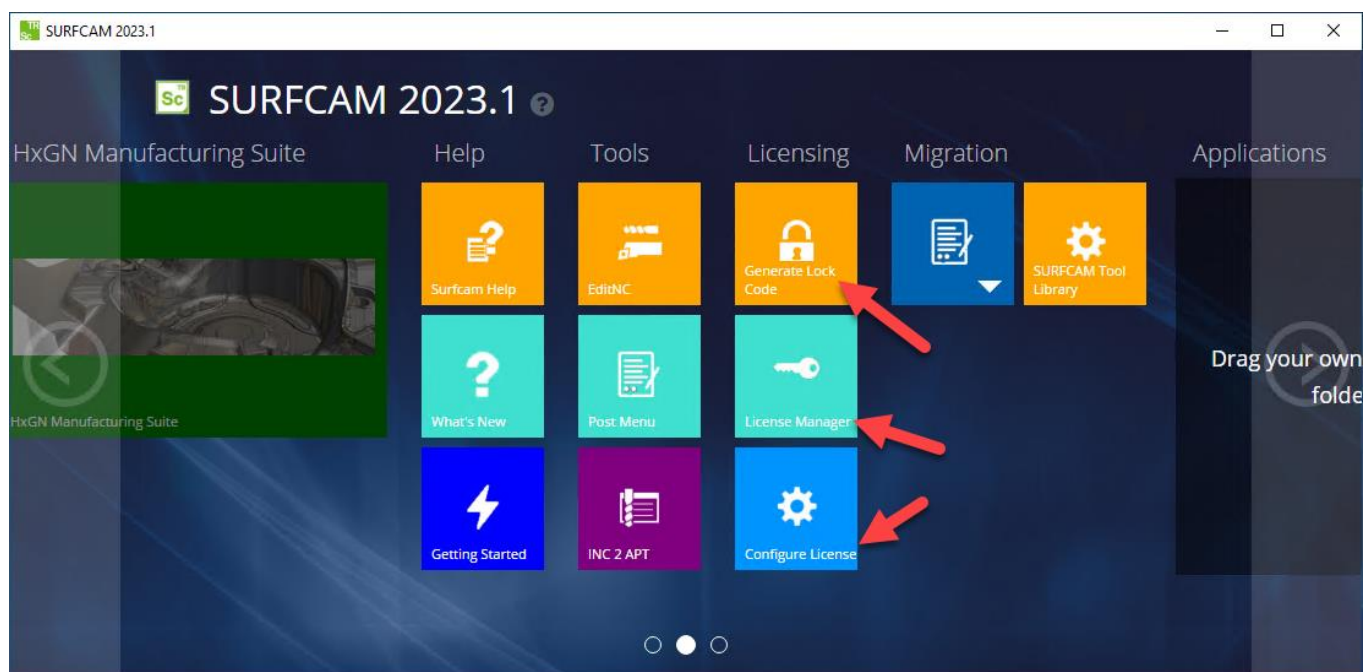 SURFCAM 2023.1
SURFCAM 2023.1
HxGN Manufacturing Suite
Help
Tools
Licensing
Migration
Applications
HxGN Manufacturing Suite
Surfcam Help
EditNC
Generate Lock
Code
SURFCAM Tool
Library
What's New
Post Menu
License Manager
Drag your own
folde
Getting Started
INC 2 APT
Configure License